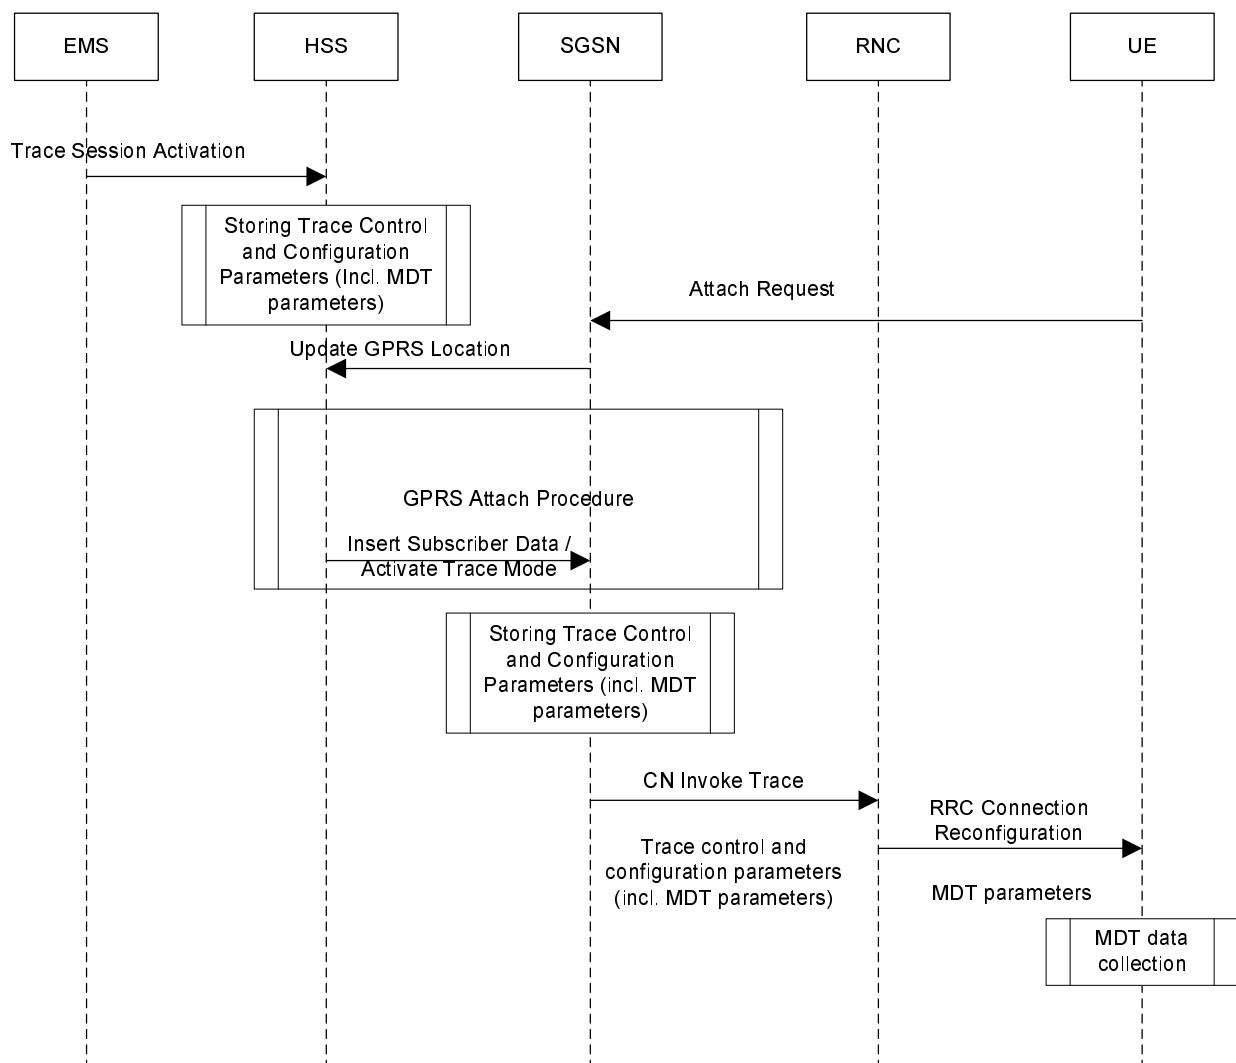 EMS
HSS
SGSN
RNC
UE
Trace Session Activation
Storing Trace Control
and Configuration
Parameters (Incl. MDT
parameters)
Attach Request
Update GPRS Location
GPRS Attach Procedure
Insert Subscriber Data /
Activate Trace Mode
Storing Trace Control
and Configuration
Parameters (incl. MDT
parameters)
CN Invoke Trace
Trace control and
configuration parameters
(incl. MDT parameters)
RRC Connection
Reconfiguration
MDT parameters
MDT data
collection